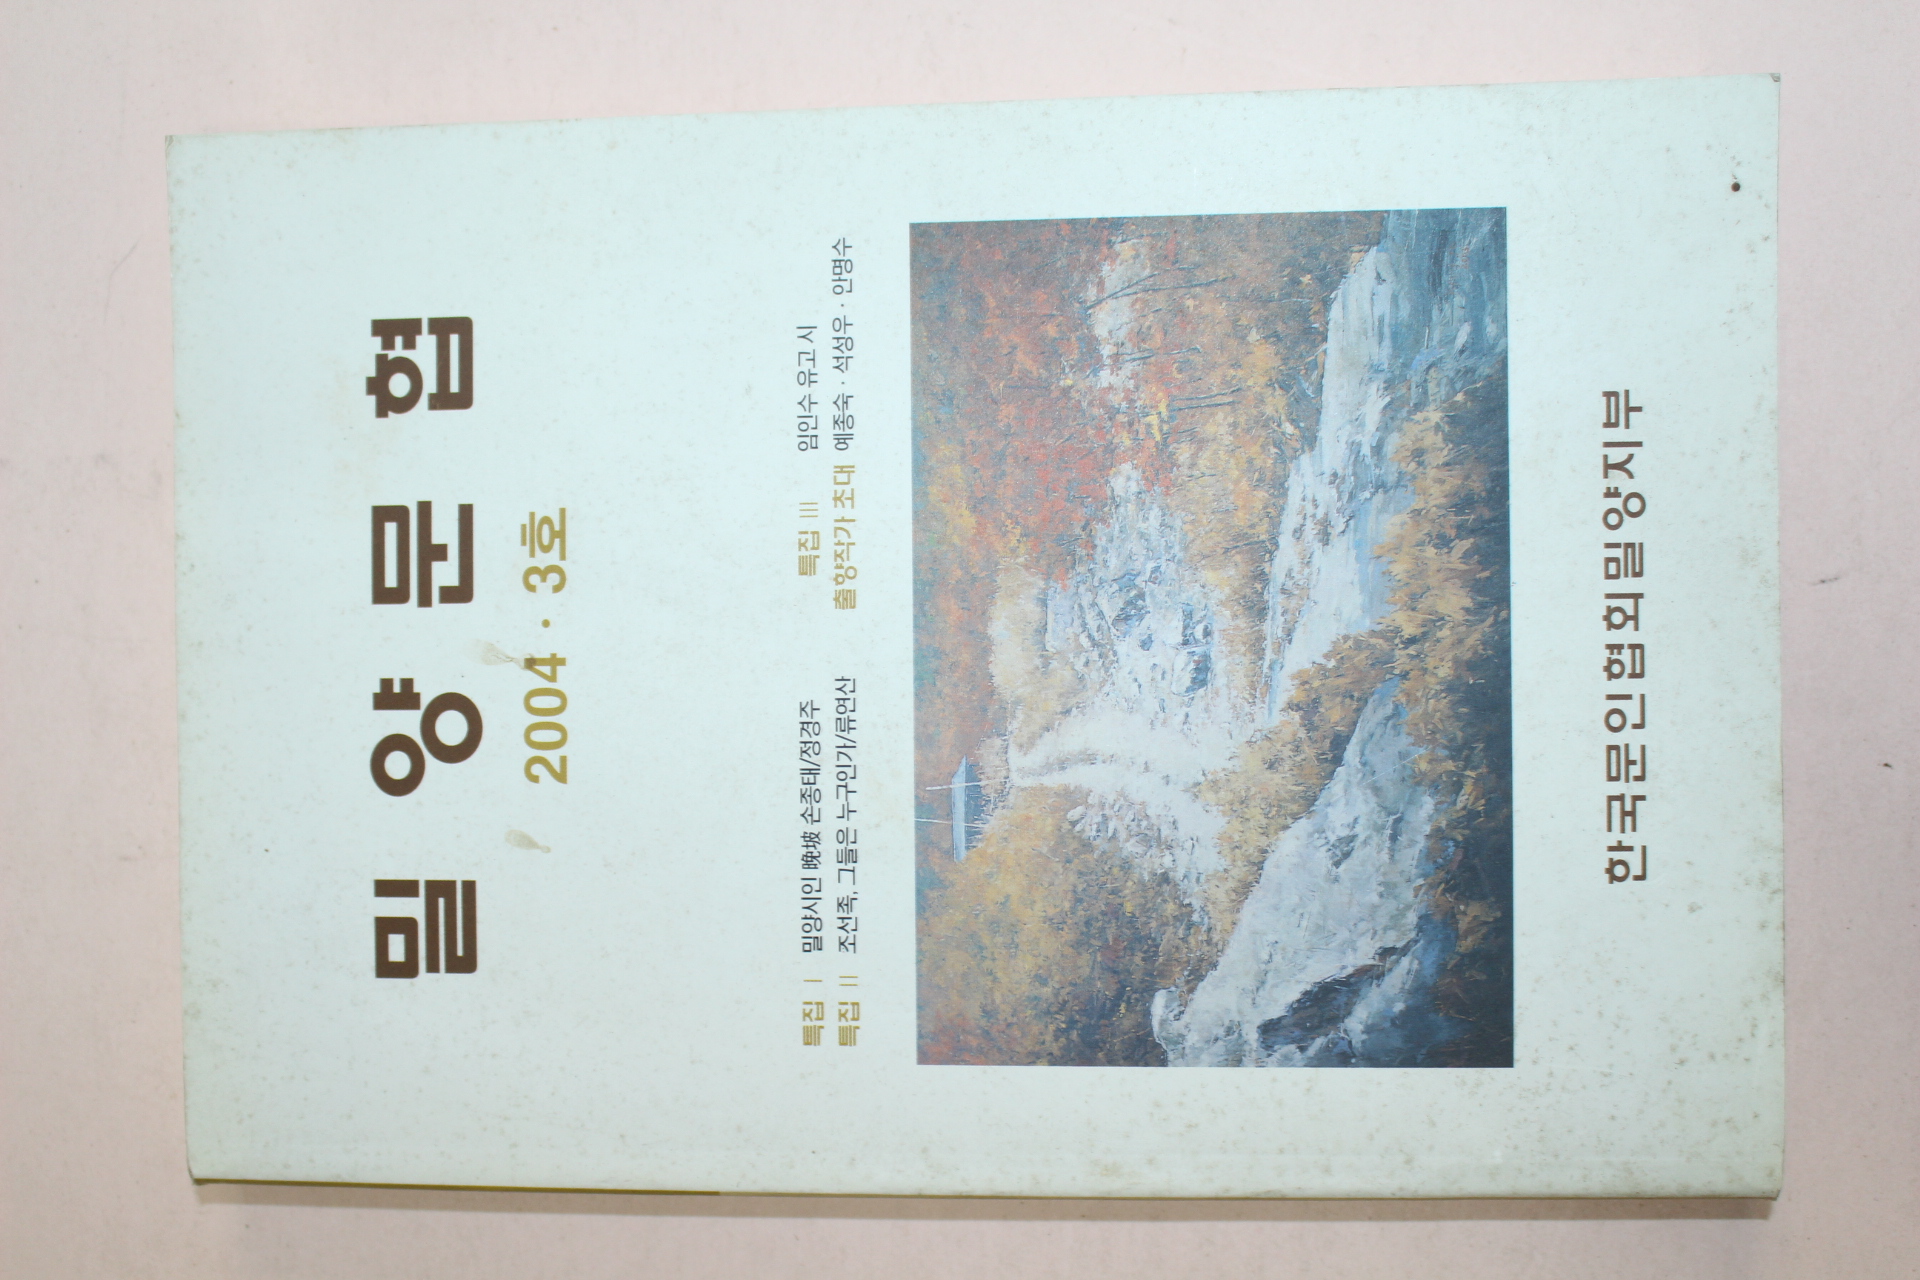 밀양문협
2004 · 3호
특집 I 밀양시인 晩坡 손종태/정경주
특집 II 조선족, 그들은 누구인가/류연산
특집 III 임인수 유고 시
출향작가 초대 예종숙 · 석성우 · 안명수
한국문인협회밀양지부